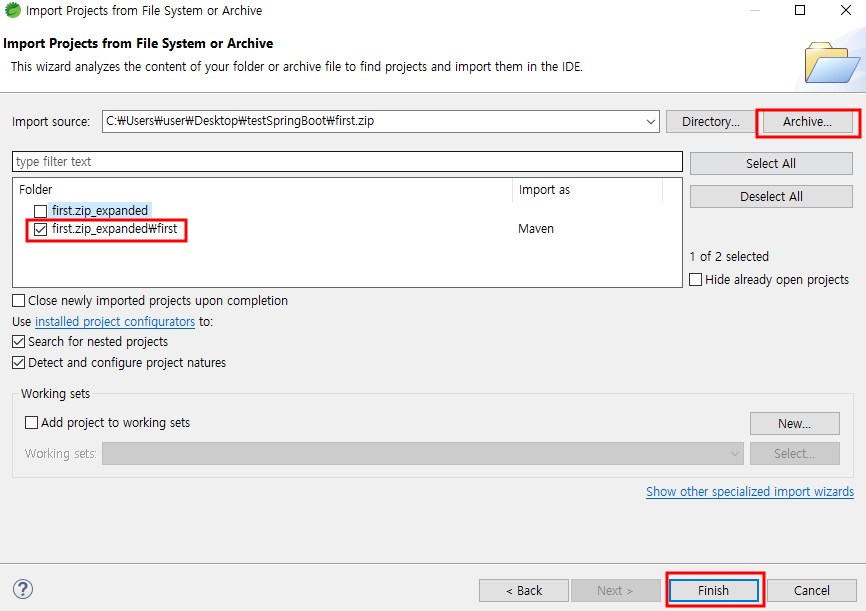 Import Projects from File System or Archive
Import Projects from File System or Archive
This wizard analyzes the content of your folder or archive file to find projects and import them in the IDE.
Import source: C:₩Users₩user₩Desktop₩testSpringBoot₩first.zip Directory... Archive...
type filter text Select All
Folder Import as Deselect All
first.zip_expanded
first.zip_expanded₩first Maven
1 of 2 selected
Hide already open projects
Close newly imported projects upon completion
Use installed project configurators to:
Search for nested projects
Detect and configure project natures
Working sets
Add project to working sets New...
Working sets: Select...
Show other specialized import wizards
? < Back Next > Finish Cancel